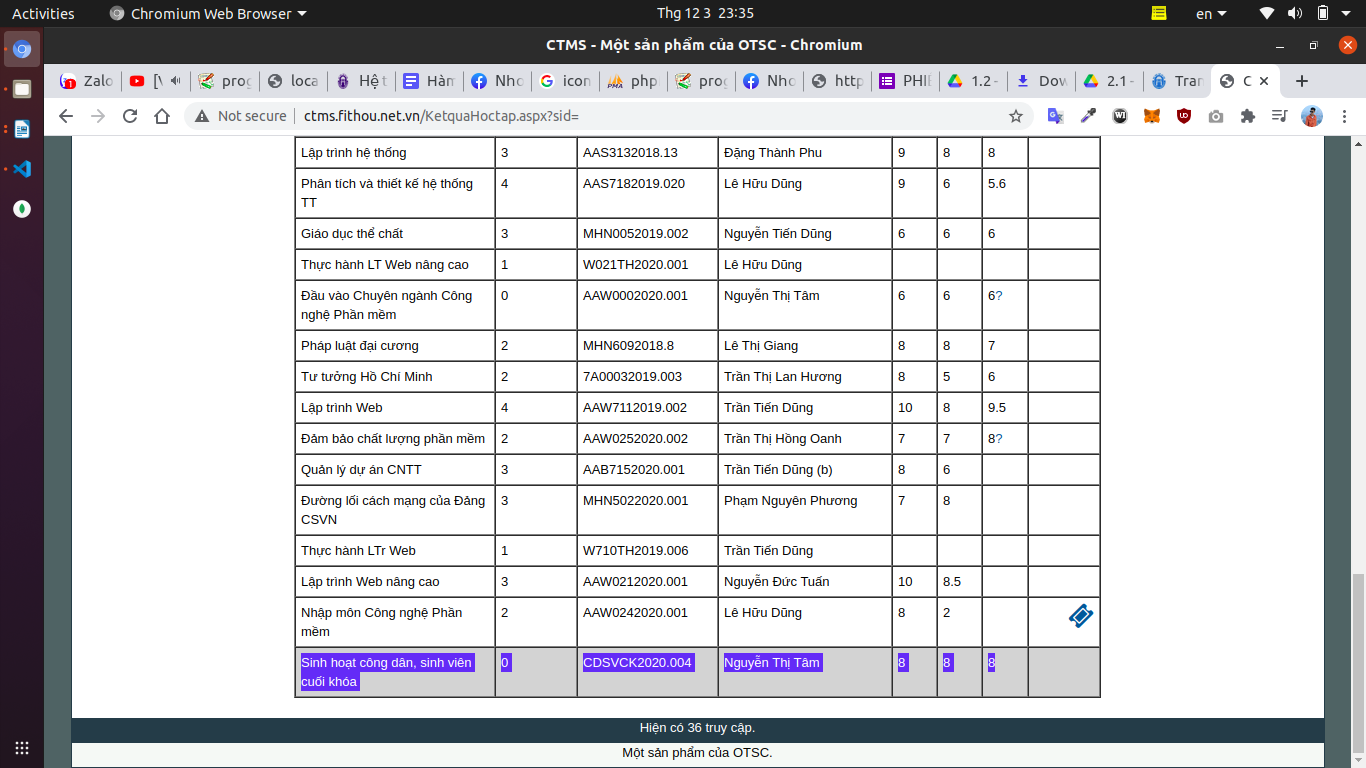 Activities Chromium Web Browser Thg 12 3 23:35 en
CTMS - Một sản phẩm của OTSC - Chromium
Zalo [V prog loca Hệ t Hàm Nho icon php prog Nho http PHIẾ 1.2 - Dow 2.1 - Tran C
Not secure ctms.fithou.net.vn/KetquaHoctap.aspx?sid=
Lập trình hệ thống 3 AAS3132018.13 Đặng Thành Phu 9 8 8
Phân tích và thiết kế hệ thống 4 AAS7182019.020 Lê Hữu Dũng 9 6 5.6
TT
Giáo dục thể chất 3 MHN0052019.002 Nguyễn Tiến Dũng 6 6 6
Thực hành LT Web nâng cao 1 W021TH2020.001 Lê Hữu Dũng
Đầu vào Chuyên ngành Công 0 AAW0002020.001 Nguyễn Thị Tâm 6 6 6?
nghệ Phần mềm
Pháp luật đại cương 2 MHN6092018.8 Lê Thị Giang 8 8 7
Tư tưởng Hồ Chí Minh 2 7A00032019.003 Trần Thị Lan Hương 8 5 6
Lập trình Web 4 AAW7112019.002 Trần Tiến Dũng 10 8 9.5
Đảm bảo chất lượng phần mềm 2 AAW0252020.002 Trần Thị Hồng Oanh 7 7 8?
Quản lý dự án CNTT 3 AAB7152020.001 Trần Tiến Dũng (b) 8 6
Đường lối cách mạng của Đảng 3 MHN5022020.001 Phạm Nguyên Phương 7 8
CSVN
Thực hành LTr Web 1 W710TH2019.006 Trần Tiến Dũng
Lập trình Web nâng cao 3 AAW0212020.001 Nguyễn Đức Tuấn 10 8.5
Nhập môn Công nghệ Phần 2 AAW0242020.001 Lê Hữu Dũng 8 2
mềm
Sinh hoạt công dân, sinh viên 0 CDSVCK2020.004 Nguyễn Thị Tâm 8 8 8
cuối khóa
Hiện có 36 truy cập.
Một sản phẩm của OTSC.